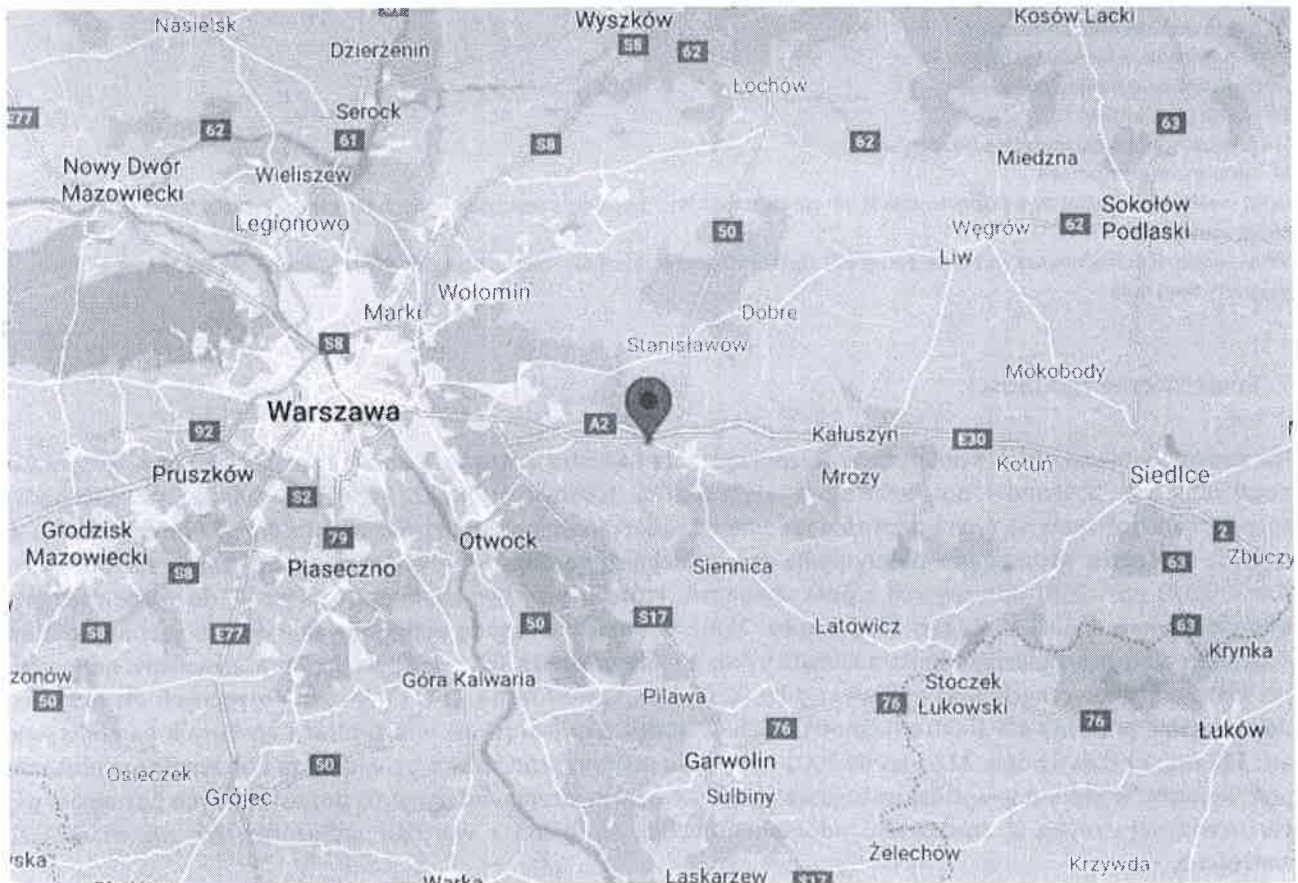 Nasielsk
Wyszków
Kosów Lacki
Dzierżenin
S8
62
Łochów
Serock
E77
62
61
S8
62
63
Nowy Dwór
Mazowiecki
Wieliszew
Miedzna
Legionowo
50
Węgrów
62
Sokołów
Podlaski
Liw
Wołomin
Marki
Dobre
S8
Stanisławów
Mokobody
Warszawa
92
A2
Kałuszyn
E30
Kotuń
Pruszków
Mrozy
Siedlce
S2
Grodzisk
Mazowiecki
79
Otwock
2
Zbuczy
S8
Piaseczno
Siennica
63
S8
E77
50
S17
Latowicz
63
Krynka
zonów
50
Góra Kalwaria
Pilawa
Stoczek
Łukowski
76
76
76
Łuków
50
Garwolin
Osieczek
Grójec
Sulbiny
ska
Żelechów
Krzywda
Warka
Łaskarzew
S17